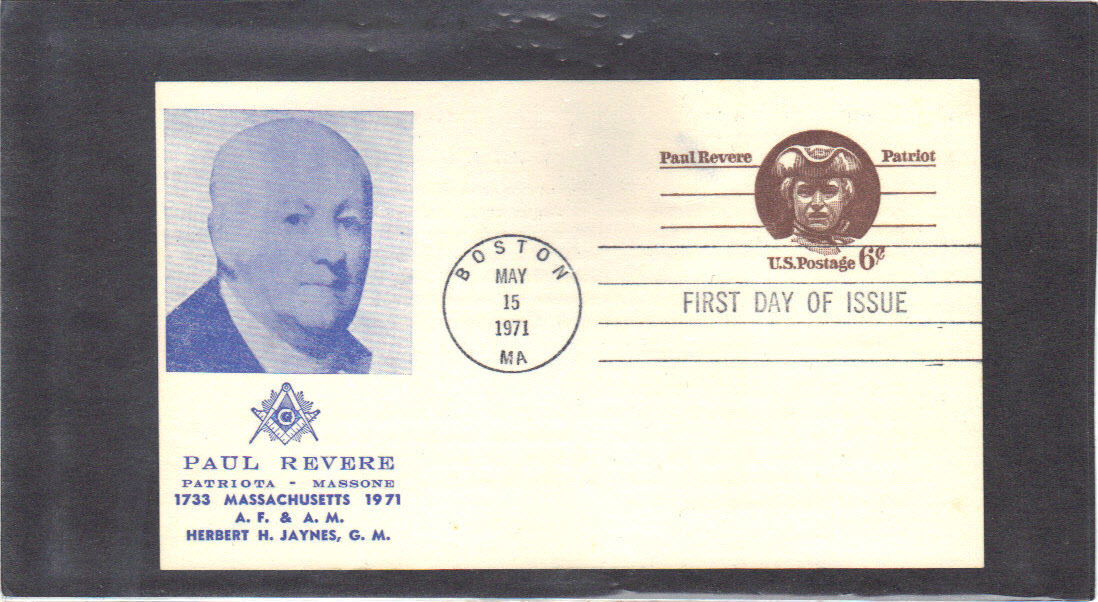 Paul Revere Patriot
U.S.Postage 6¢
BOSTON
MAY
15
1971
MA
FIRST DAY OF ISSUE
G
PAUL REVERE
PATRIOTA - MASSONE
1733 MASSACHUSETTS 1971
A. F. & A. M.
HERBERT H. JAYNES, G. M.